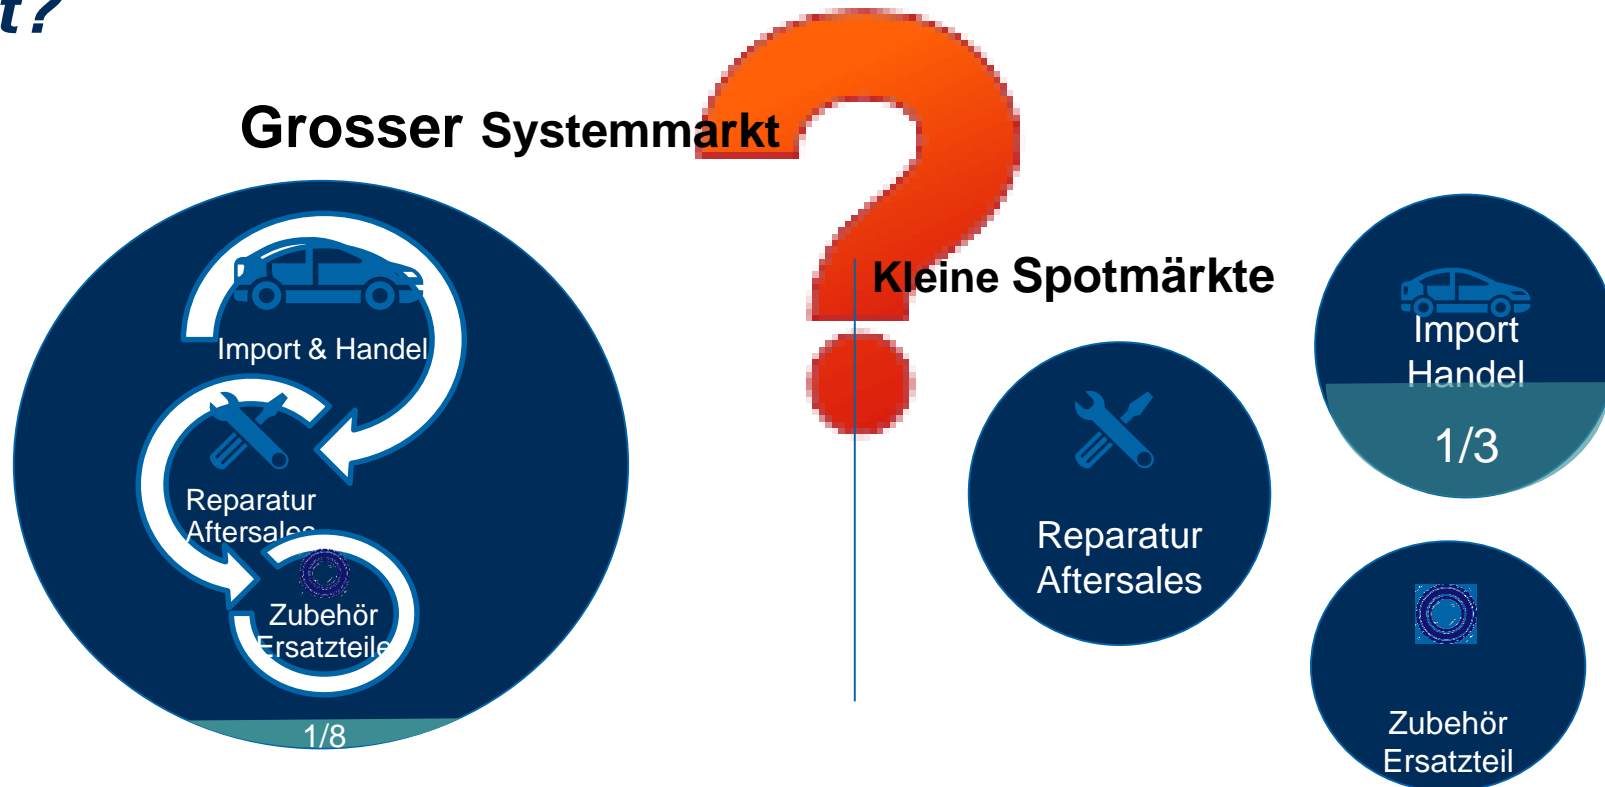 t?
Grosser Systemmarkt
Import & Handel
Reparatur
Aftersales
Zubehör
Ersatzteile
1/8
Kleine Spotmärkte
Reparatur
Aftersales
Import
Handel
1/3
Zubehör
Ersatzteil